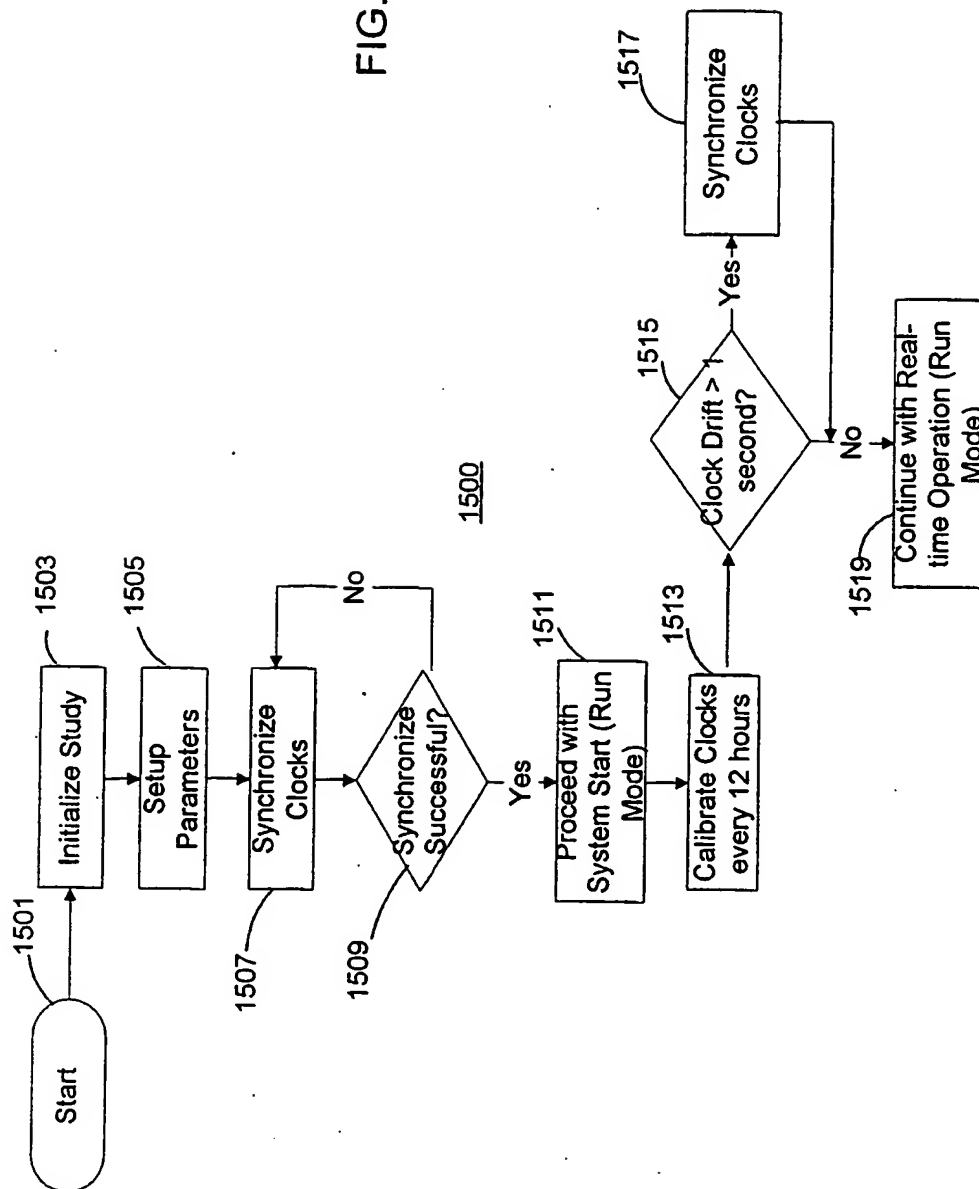 FIG.
1501
Start
1503
Initialize Study
1505
Setup
Parameters
1507
Synchronize
Clocks
No
1509
Synchronize
Successful?
Yes
1500
1511
Proceed with
System Start (Run
Mode)
1513
Calibrate Clocks
every 12 hours
1515
Clock Drift > 1
second?
Yes
1517
Synchronize
Clocks
No
1519
Continue with Real-
time Operation (Run
Mode)